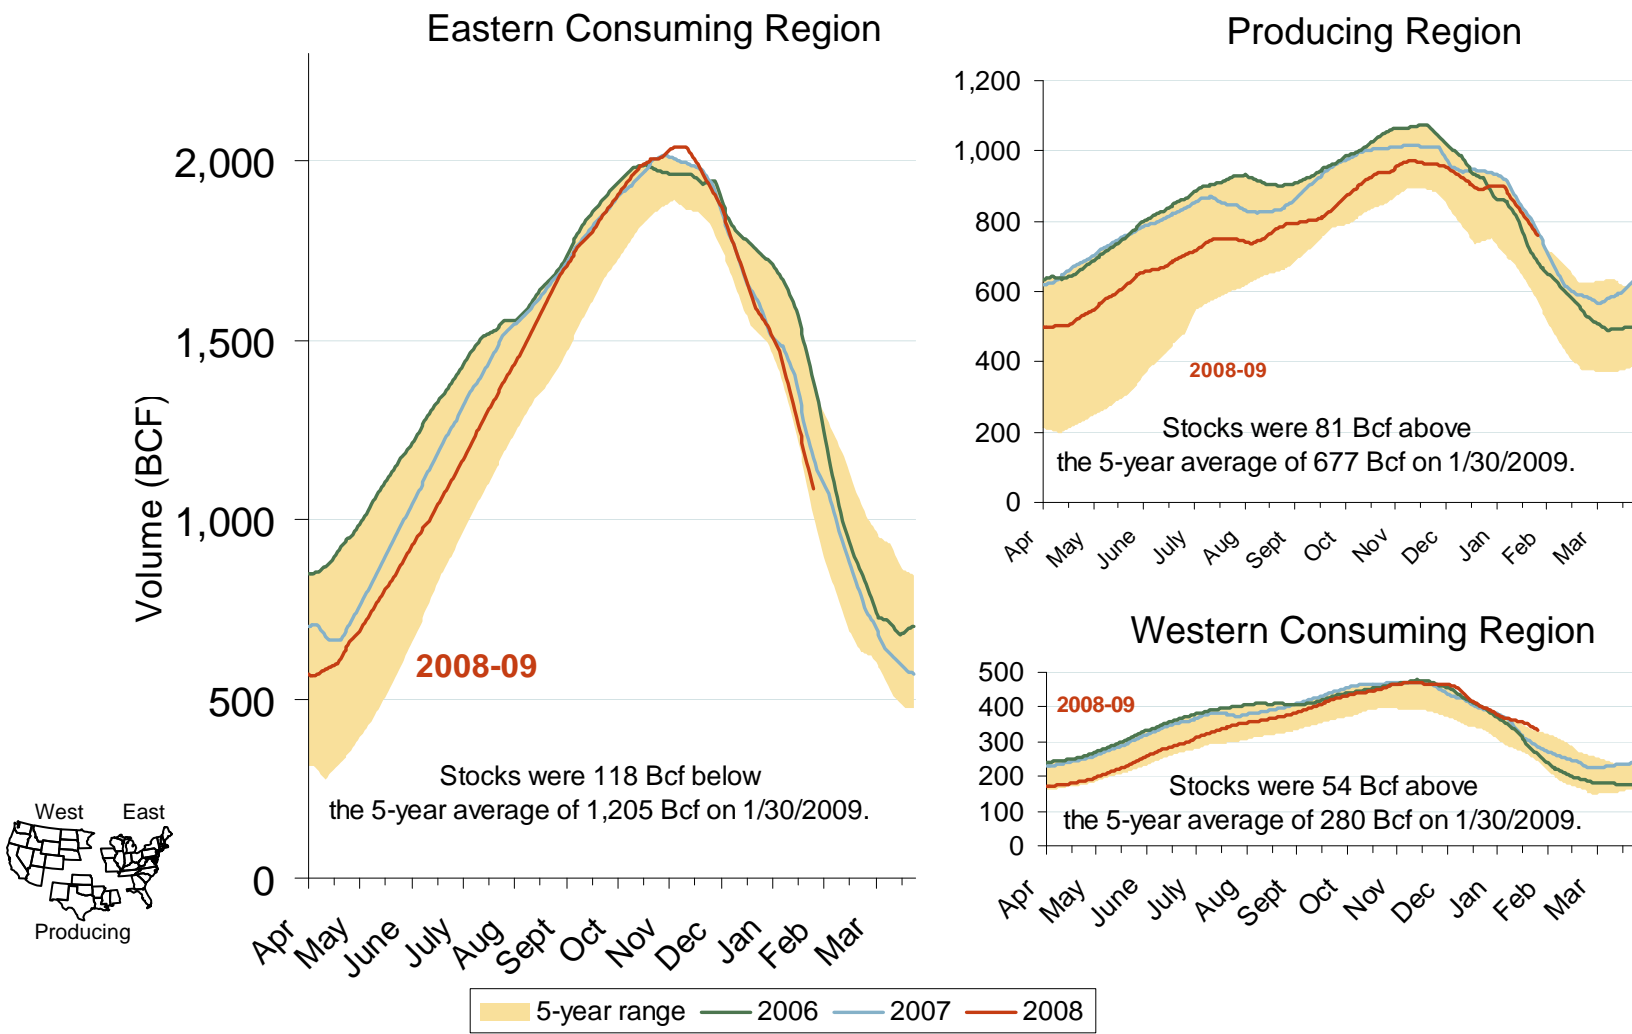 Eastern Consuming Region
Volume (BCF)
2,000
1,500
1,000
500
0
2008-09
Stocks were 118 Bcf below
the 5-year average of 1,205 Bcf on 1/30/2009.
Apr May June July Aug Sept Oct Nov Dec Jan Feb Mar
Producing Region
1,200
1,000
800
600
400
200
0
2008-09
Stocks were 81 Bcf above
the 5-year average of 677 Bcf on 1/30/2009.
Apr May June July Aug Sept Oct Nov Dec Jan Feb Mar
Western Consuming Region
500
400
300
200
100
0
2008-09
Stocks were 54 Bcf above
the 5-year average of 280 Bcf on 1/30/2009.
Apr May June July Aug Sept Oct Nov Dec Jan Feb Mar
West East
Producing
5-year range 2006 2007 2008